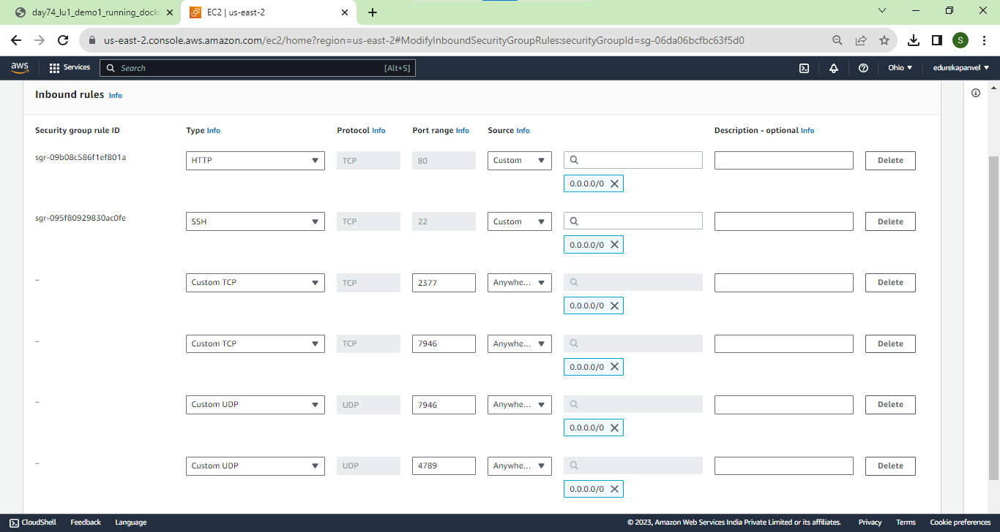 day74_lu1_demo1_running_dock
EC2 | us-east-2
us-east-2.console.aws.amazon.com/ec2/home?region=us-east-2#ModifyInboundSecurityGroupRules:securityGroupId=sg-06da06bcfbc63f5d0
S
aws Services Search [Alt+S] Ohio edurekapanvel
Inbound rules Info
Security group rule ID Type Info Protocol Info Port range Info Source Info Description - optional Info
sgr-09b08c586f1ef801a HTTP TCP 80 Custom Delete
0.0.0.0/0
sgr-095f80929830ac0fe SSH TCP 22 Custom Delete
0.0.0.0/0
– Custom TCP TCP 2377 Anywhe... Delete
0.0.0.0/0
– Custom TCP TCP 7946 Anywhe... Delete
0.0.0.0/0
– Custom UDP UDP 7946 Anywhe... Delete
0.0.0.0/0
– Custom UDP UDP 4789 Anywhe... Delete
0.0.0.0/0
CloudShell Feedback Language © 2023, Amazon Web Services India Private Limited or its affiliates. Privacy Terms Cookie preferences